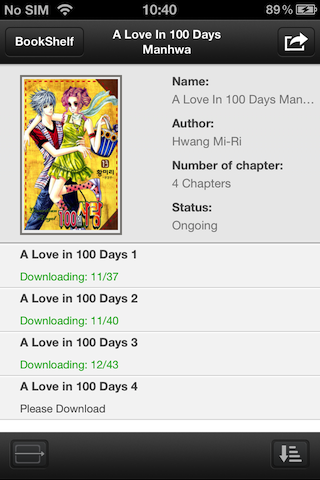 No SIM 10:40 89%
BookShelf
A Love In 100 Days
Manhwa
Name:
A Love In 100 Days Man...
Author:
Hwang Mi-Ri
Number of chapter:
4 Chapters
Status:
Ongoing
13
황미리
100
A Love in 100 Days 1
Downloading: 11/37
A Love in 100 Days 2
Downloading: 11/40
A Love in 100 Days 3
Downloading: 12/43
A Love in 100 Days 4
Please Download